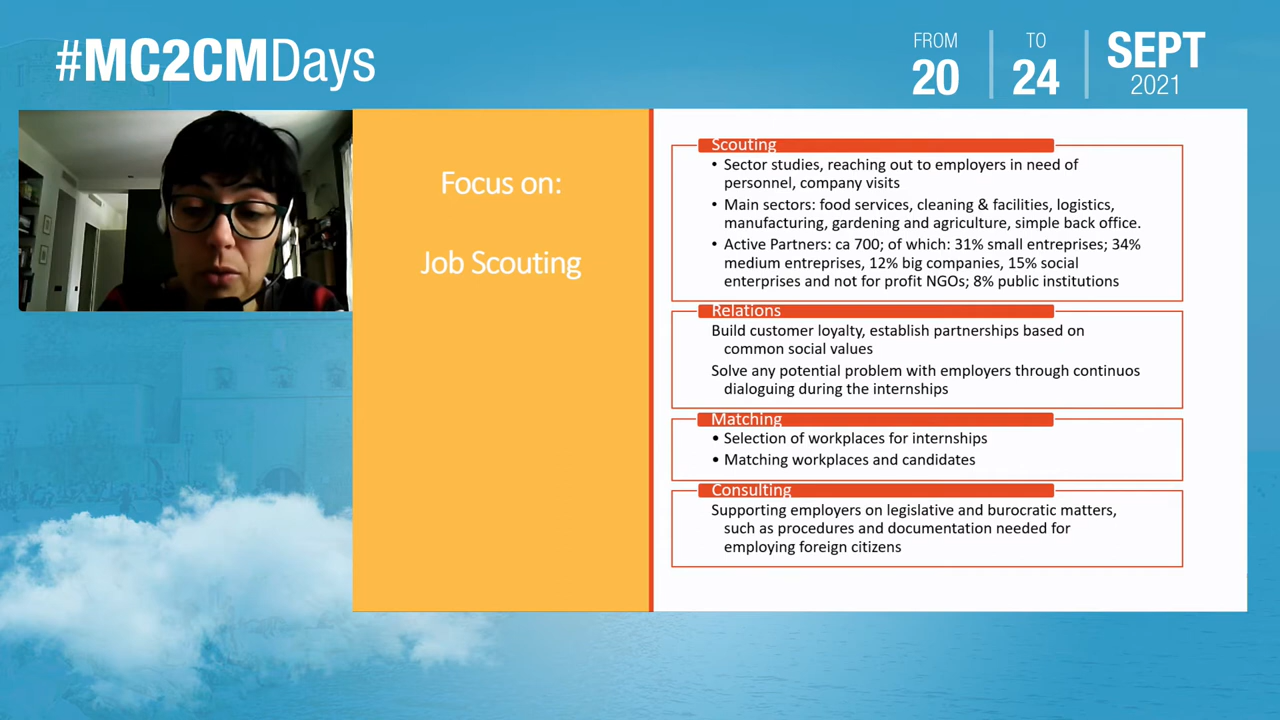 #MC2CMDays
FROM
20
TO
24
SEPT
2021
Focus on:
Job Scouting
Scouting
• Sector studies, reaching out to employers in need of
personnel, company visits
• Main sectors: food services, cleaning & facilities, logistics,
manufacturing, gardening and agriculture, simple back office.
• Active Partners: ca 700; of which: 31% small entreprises; 34%
medium entreprises, 12% big companies, 15% social
enterprises and not for profit NGOs; 8% public institutions
Relations
Build customer loyalty, establish partnerships based on
common social values
Solve any potential problem with employers through continuos
dialoguing during the internships
Matching
• Selection of workplaces for internships
• Matching workplaces and candidates
Consulting
Supporting employers on legislative and burocratic matters,
such as procedures and documentation needed for
employing foreign citizens